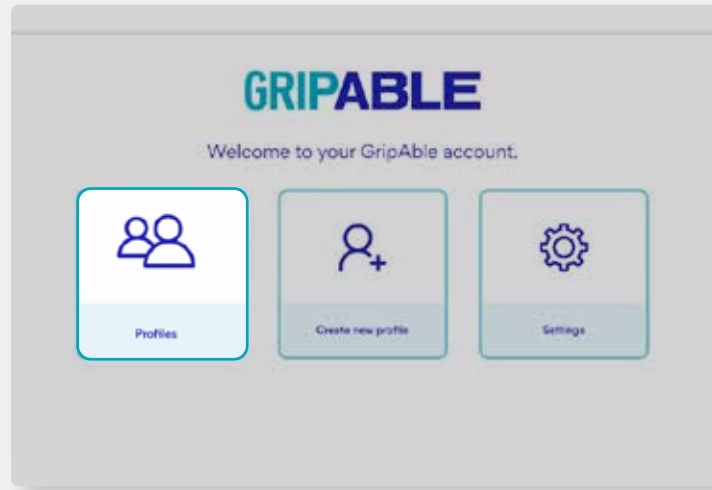 GRIPABLE
Welcome to your GripAble account.
Profiles
Create new profile
Settings